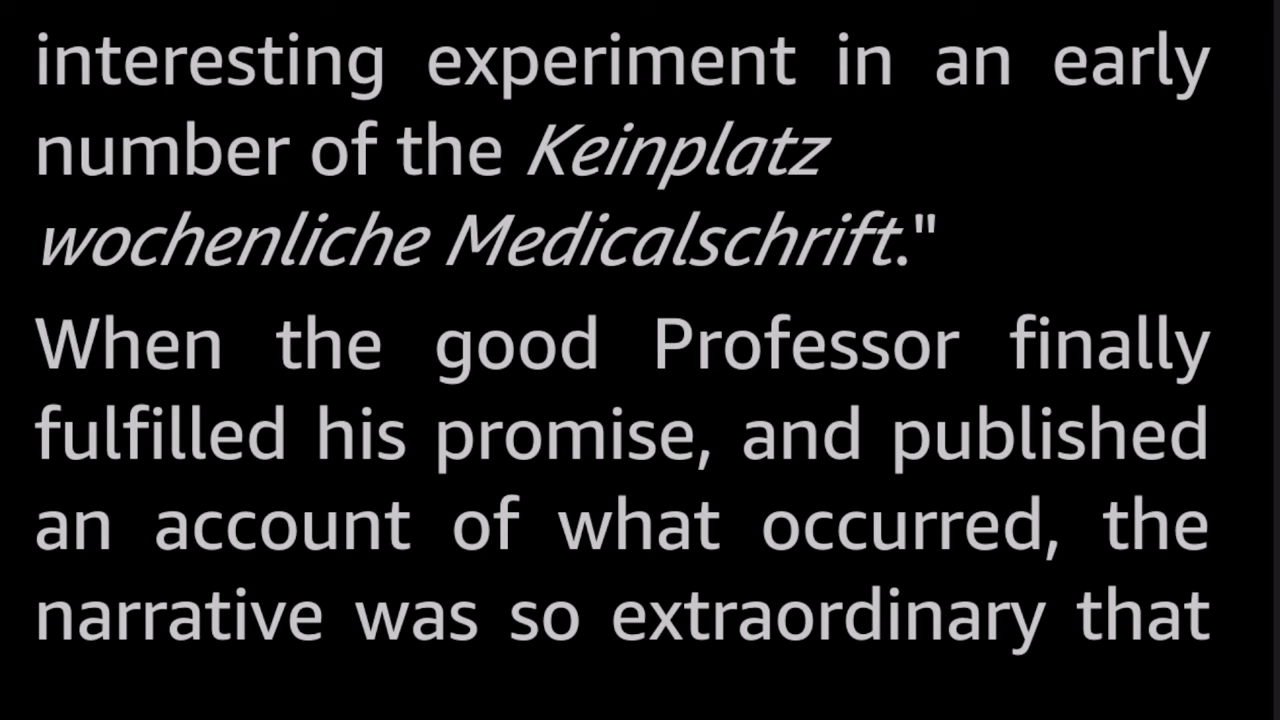 interesting experiment in an early
number of the Keinplatz
wochenliche Medicalschrift."
When the good Professor finally
fulfilled his promise, and published
an account of what occurred, the
narrative was so extraordinary that